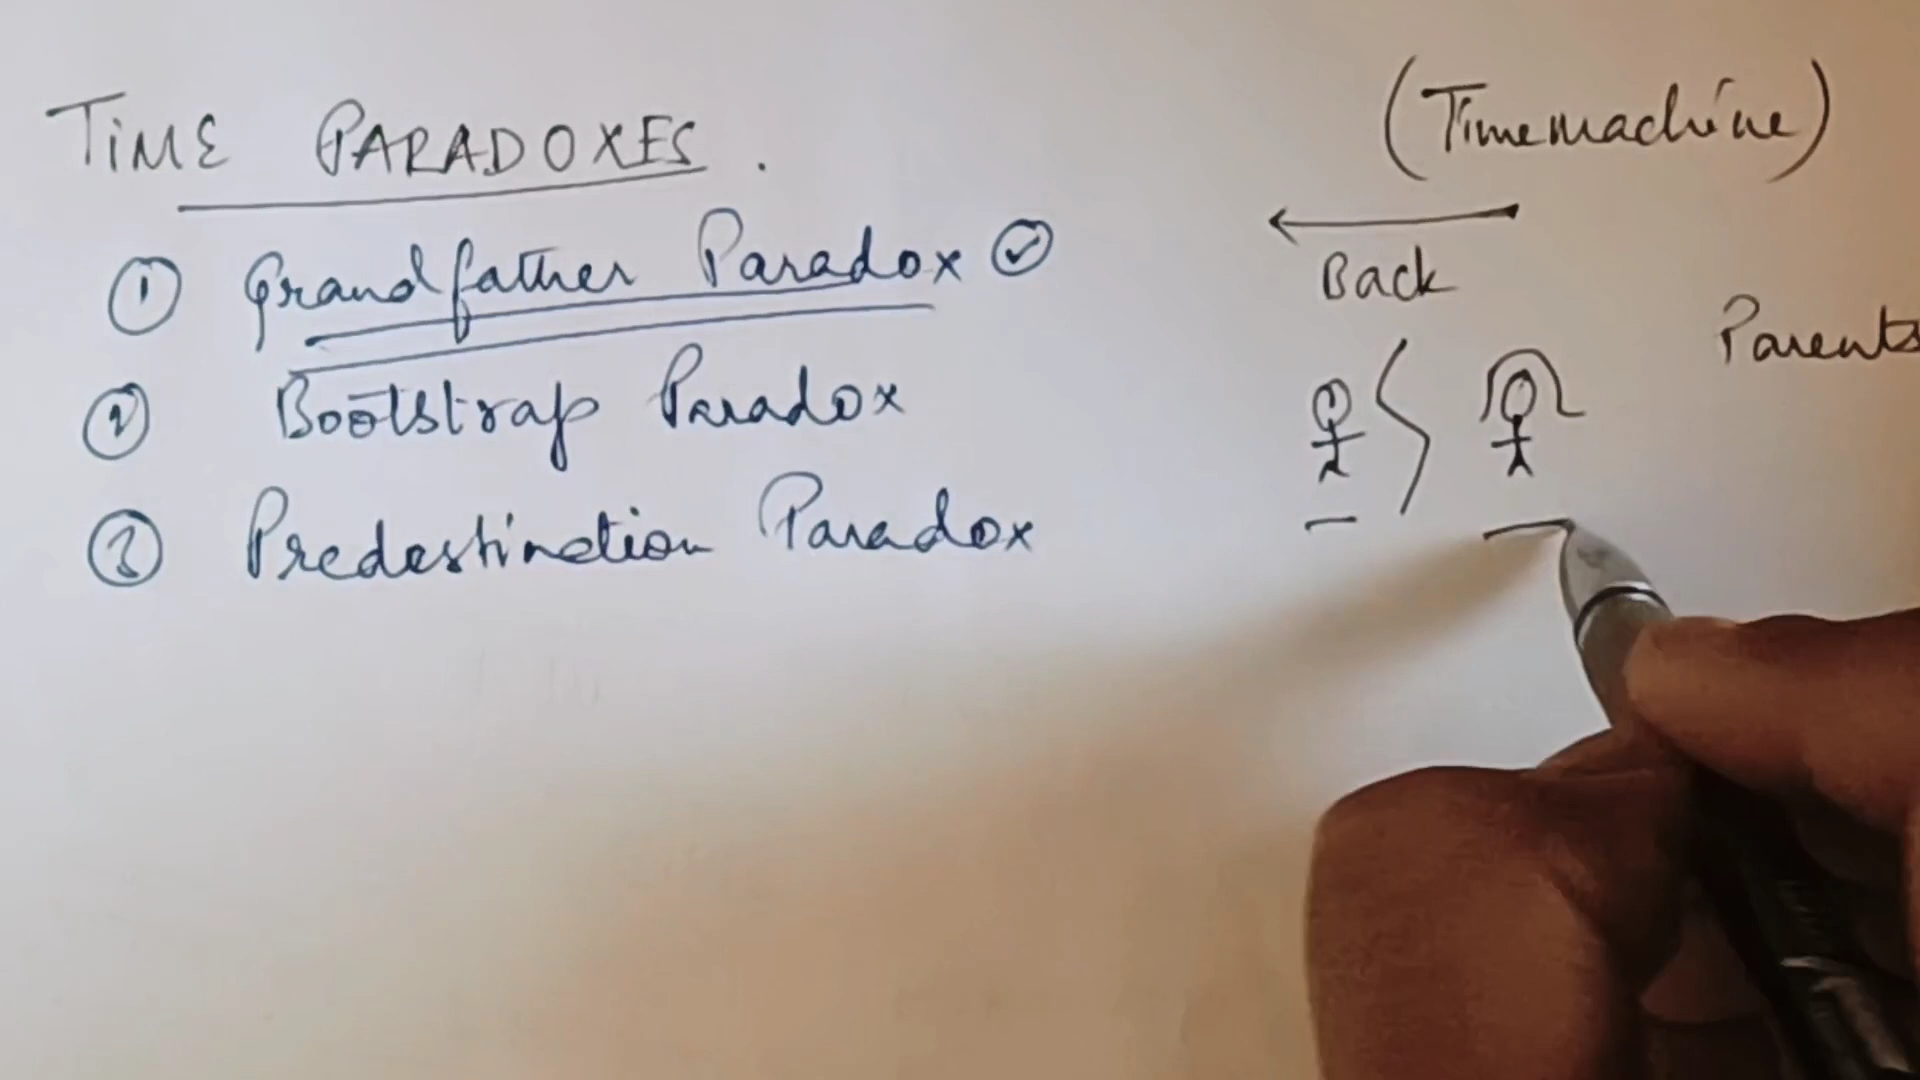 TIME PARADOXES.
① Grandfather Paradox
② Bootstrap Paradox
③ Predestination Paradox
(Timemachine)
Back
Parents